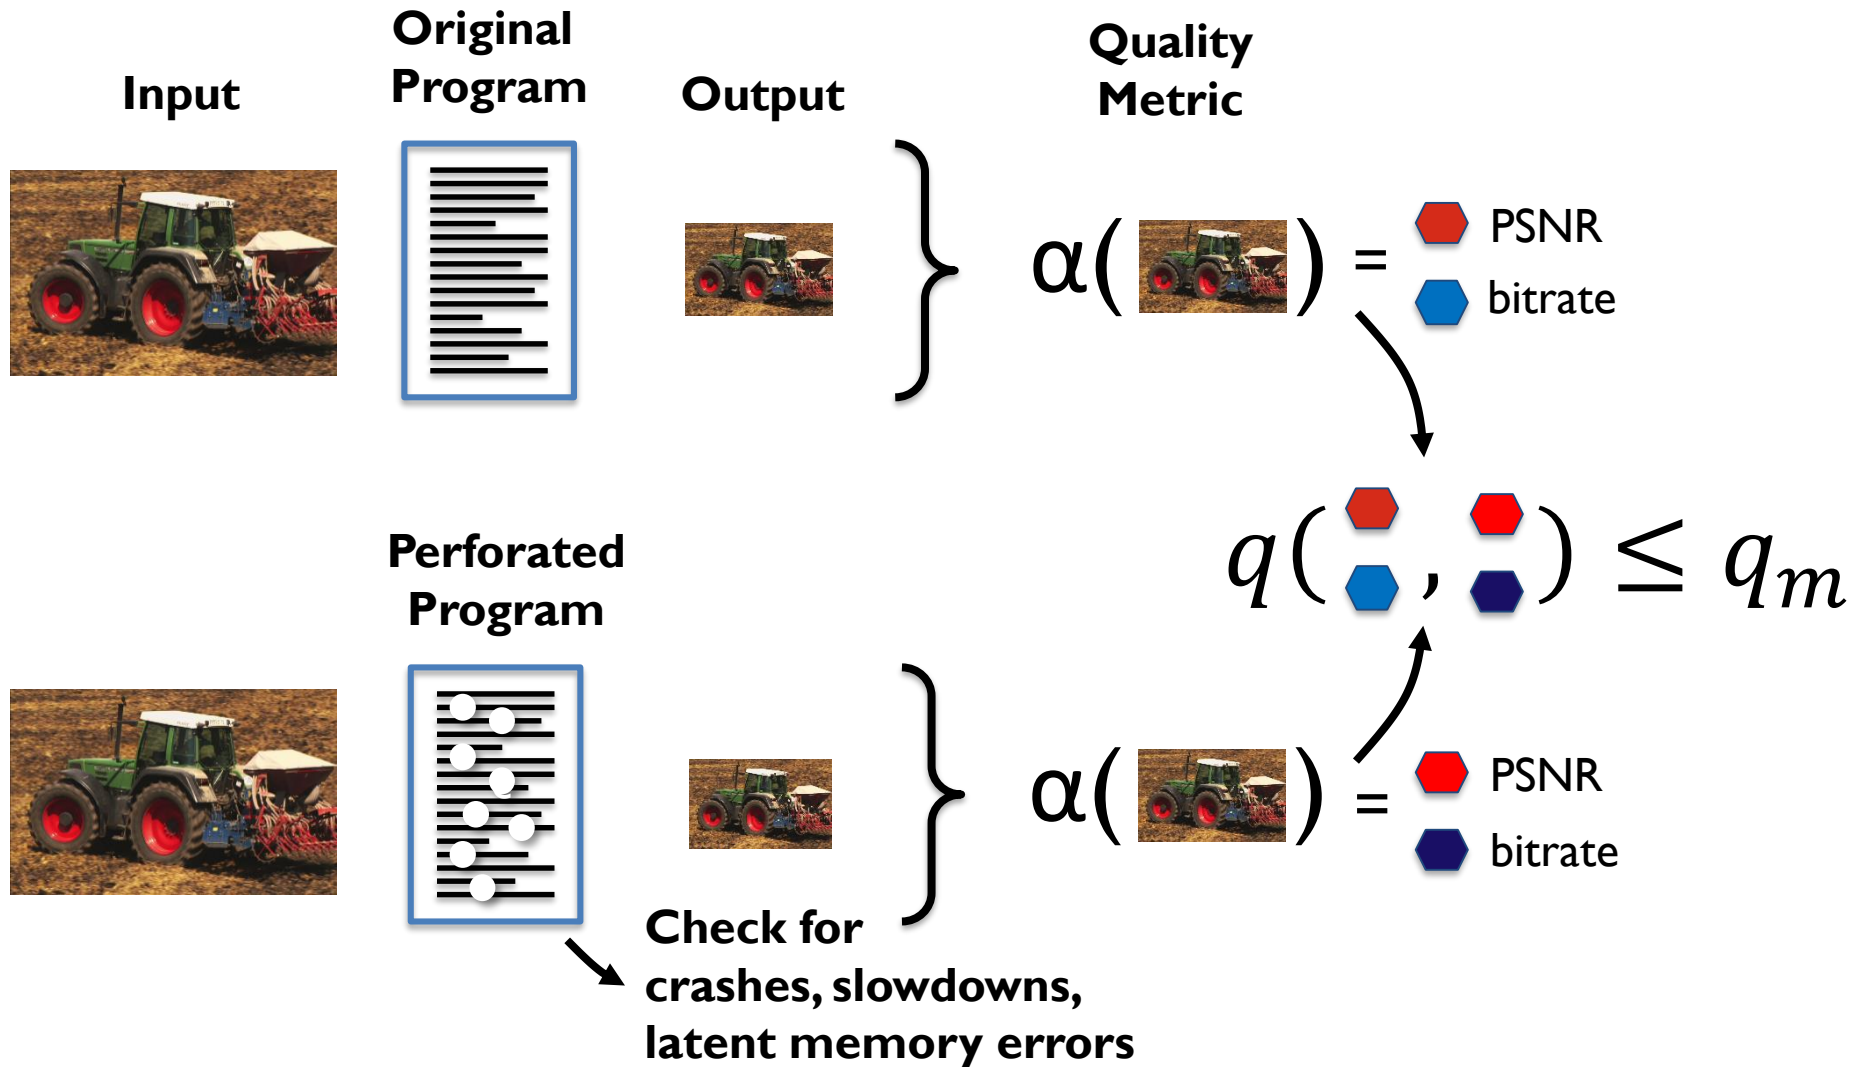 Input
Original
Program
Output
Quality
Metric
α( ) =
PSNR
bitrate
q( , ) ≤ qₘ
Perforated
Program
α( ) =
PSNR
bitrate
Check for
crashes, slowdowns,
latent memory errors